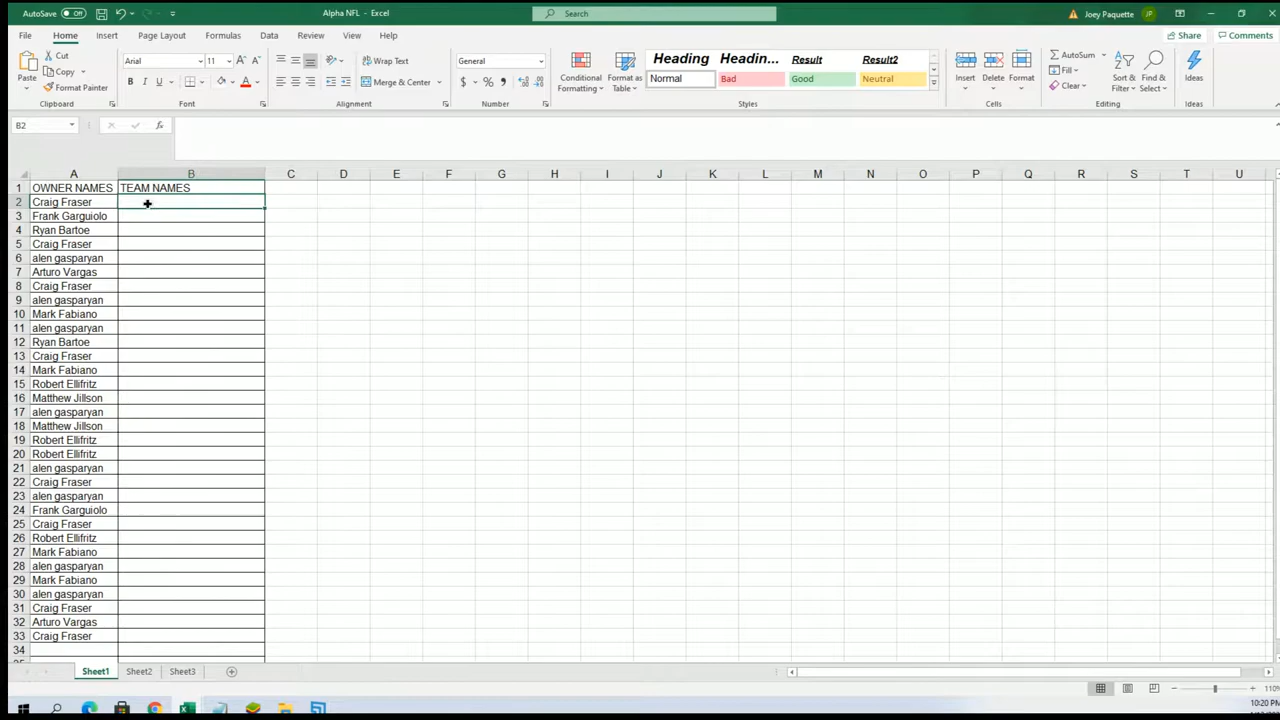 AutoSave Off Alpha NFL - Excel Search Joey Paquette JP
File Home Insert Page Layout Formulas Data Review View Help Share Comments
Paste Cut Copy Format Painter Clipboard
Arial 11 B I U Font
Wrap Text Merge & Center Alignment
General $ % Number
Conditional Formatting Format as Table
Heading Headin... Result Result2
Normal Bad Good Neutral
Styles
Insert Delete Format Cells
AutoSum Fill Clear Sort & Filter Find & Select Editing
Ideas Ideas
B2 fx
A B C D E F G H I J K L M N O P Q R S T U
1 OWNER NAMES TEAM NAMES
2 Craig Fraser
3 Frank Garguiolo
4 Ryan Bartoe
5 Craig Fraser
6 alen gasparyan
7 Arturo Vargas
8 Craig Fraser
9 alen gasparyan
10 Mark Fabiano
11 alen gasparyan
12 Ryan Bartoe
13 Craig Fraser
14 Mark Fabiano
15 Robert Ellifritz
16 Matthew Jillson
17 alen gasparyan
18 Matthew Jillson
19 Robert Ellifritz
20 Robert Ellifritz
21 alen gasparyan
22 Craig Fraser
23 alen gasparyan
24 Frank Garguiolo
25 Craig Fraser
26 Robert Ellifritz
27 Mark Fabiano
28 alen gasparyan
29 Mark Fabiano
30 alen gasparyan
31 Craig Fraser
32 Arturo Vargas
33 Craig Fraser
34
Sheet1 Sheet2 Sheet3
110%
10:20 PM